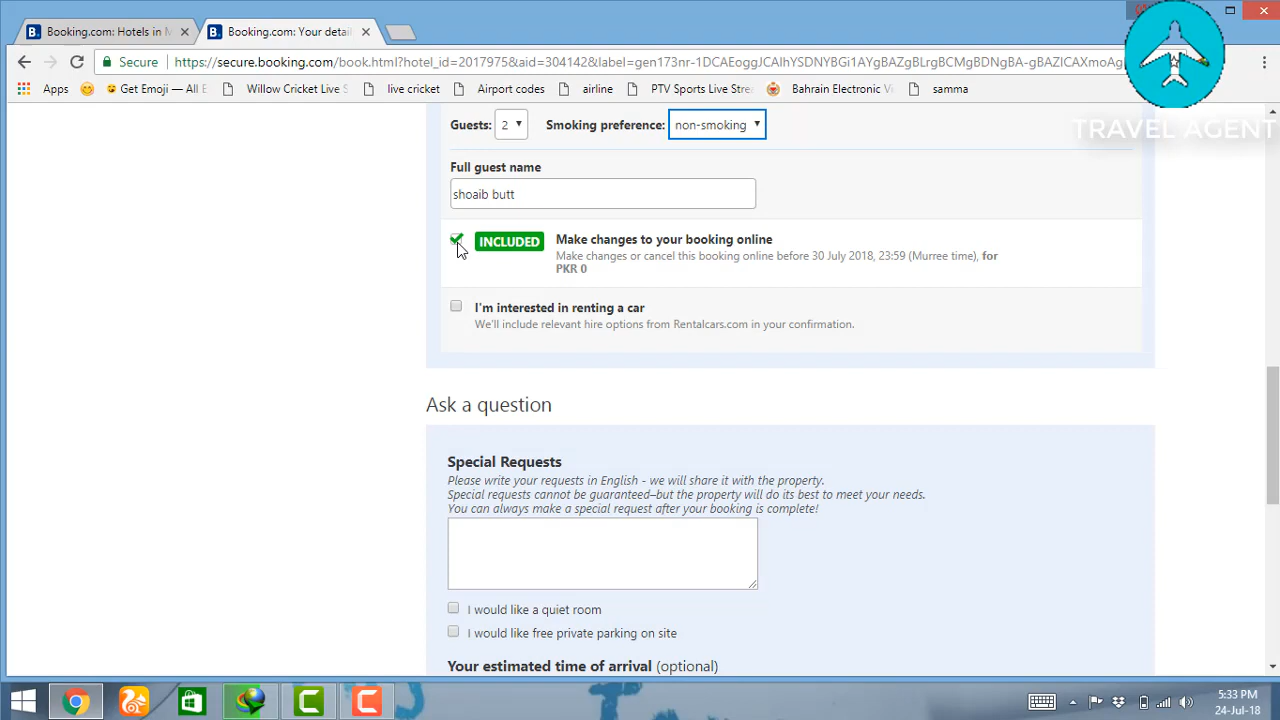 Booking.com: Hotels in M
Booking.com: Your detai
Secure
https://secure.booking.com/book.html?hotel_id=2017975&aid=304142&label=gen173nr-1DCAEoggJCAlhYSDNYBGi1AYgBAZgBLrgBCMgBDNgBA-gBAZICAXmoAg
Apps
Get Emoji — All E
Willow Cricket Live S
live cricket
Airport codes
airline
PTV Sports Live Stre
Bahrain Electronic Vi
samma
TRAVEL AGENT
Guests: 2 Smoking preference: non-smoking
Full guest name
shoaib butt
INCLUDED Make changes to your booking online
Make changes or cancel this booking online before 30 July 2018, 23:59 (Murree time), for
PKR 0
I'm interested in renting a car
We'll include relevant hire options from Rentalcars.com in your confirmation.
Ask a question
Special Requests
Please write your requests in English - we will share it with the property.
Special requests cannot be guaranteed–but the property will do its best to meet your needs.
You can always make a special request after your booking is complete!
I would like a quiet room
I would like free private parking on site
Your estimated time of arrival (optional)
5:33 PM
24-Jul-18